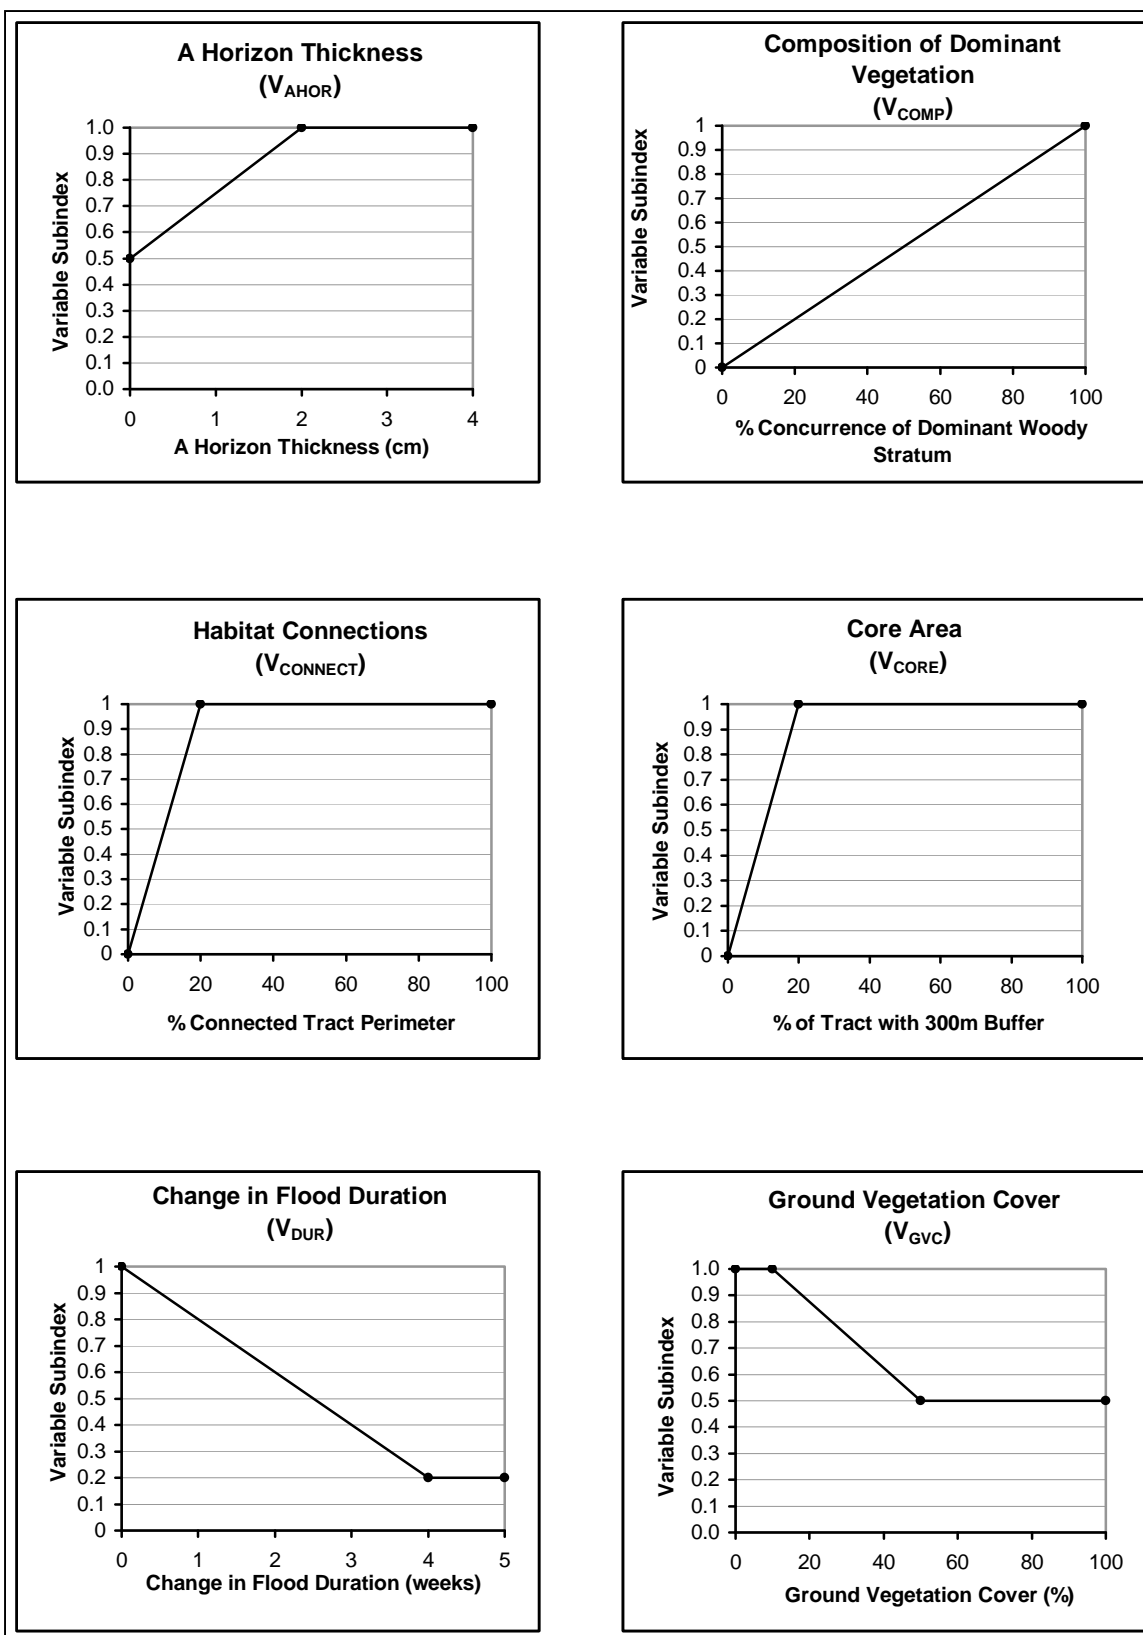 A Horizon Thickness
(VAHOR)
Variable Subindex
1.0
0.9
0.8
0.7
0.6
0.5
0.4
0.3
0.2
0.1
0.0
0 1 2 3 4
A Horizon Thickness (cm)
Composition of Dominant
Vegetation
(VCOMP)
Variable Subindex
1
0.9
0.8
0.7
0.6
0.5
0.4
0.3
0.2
0.1
0
0 20 40 60 80 100
% Concurrence of Dominant Woody
Stratum
Habitat Connections
(VCONNECT)
Variable Subindex
1
0.9
0.8
0.7
0.6
0.5
0.4
0.3
0.2
0.1
0
0 20 40 60 80 100
% Connected Tract Perimeter
Core Area
(VCORE)
Variable Subindex
1
0.9
0.8
0.7
0.6
0.5
0.4
0.3
0.2
0.1
0
0 20 40 60 80 100
% of Tract with 300m Buffer
Change in Flood Duration
(VDUR)
Variable Subindex
1
0.9
0.8
0.7
0.6
0.5
0.4
0.3
0.2
0.1
0
0 1 2 3 4 5
Change in Flood Duration (weeks)
Ground Vegetation Cover
(VGVC)
Variable Subindex
1.0
0.9
0.8
0.7
0.6
0.5
0.4
0.3
0.2
0.1
0.0
0 20 40 60 80 100
Ground Vegetation Cover (%)